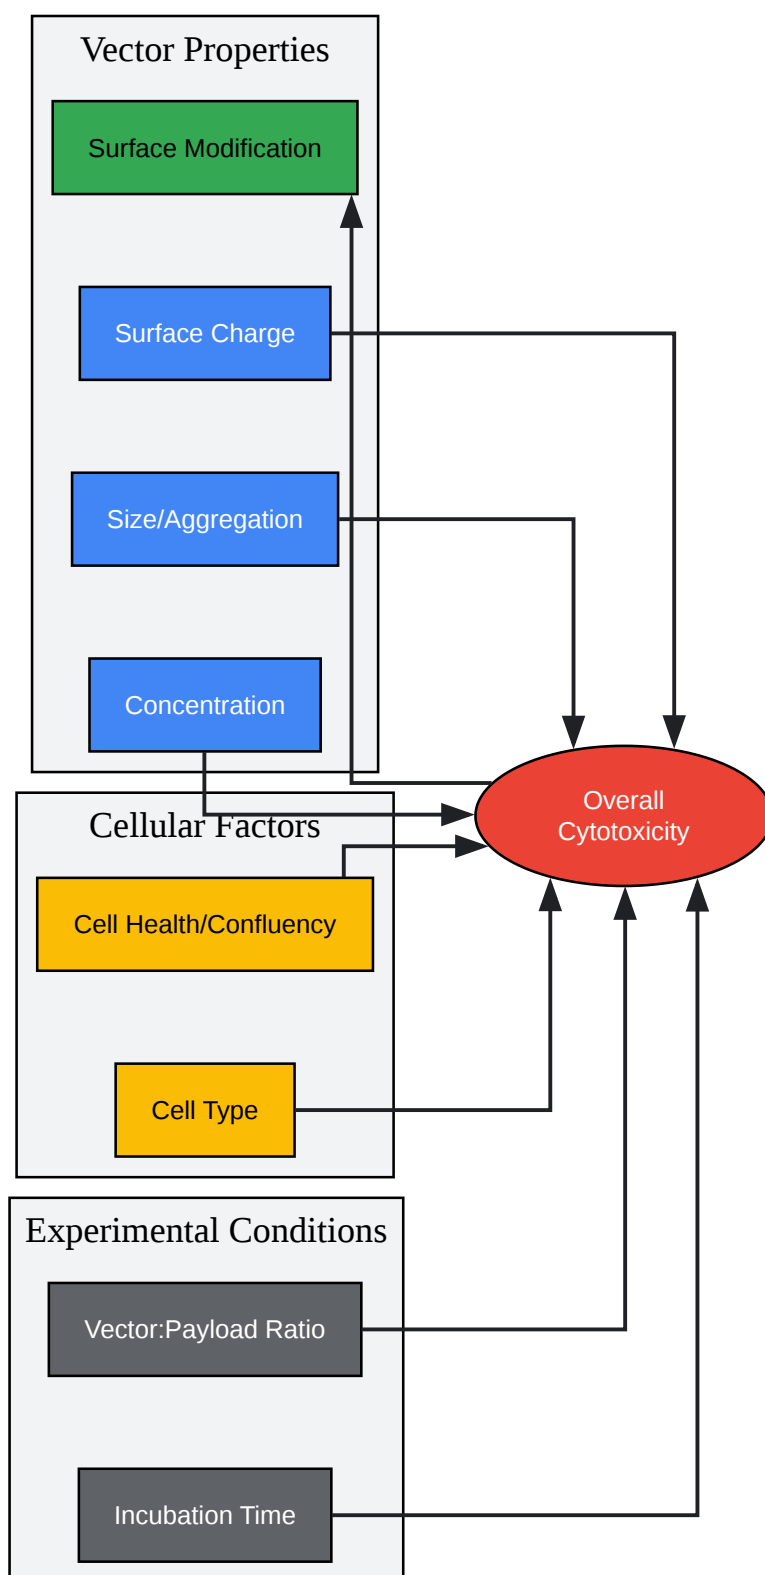 Vector Properties
Surface Modification
Surface Charge
Size/Aggregation
Concentration
Overall
Cytotoxicity
Cellular Factors
Cell Health/Confluency
Cell Type
Experimental Conditions
Vector:Payload Ratio
Incubation Time